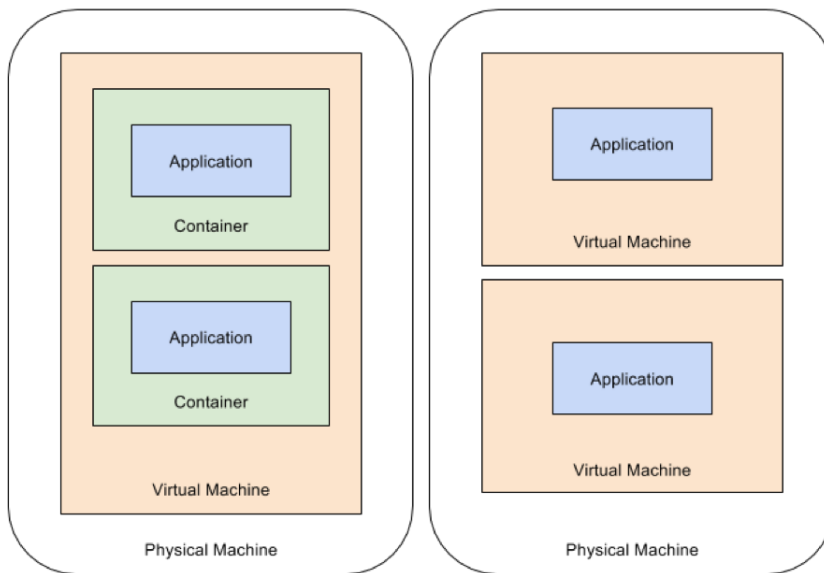 Application
Container
Application
Container
Virtual Machine
Physical Machine
Application
Virtual Machine
Application
Virtual Machine
Physical Machine